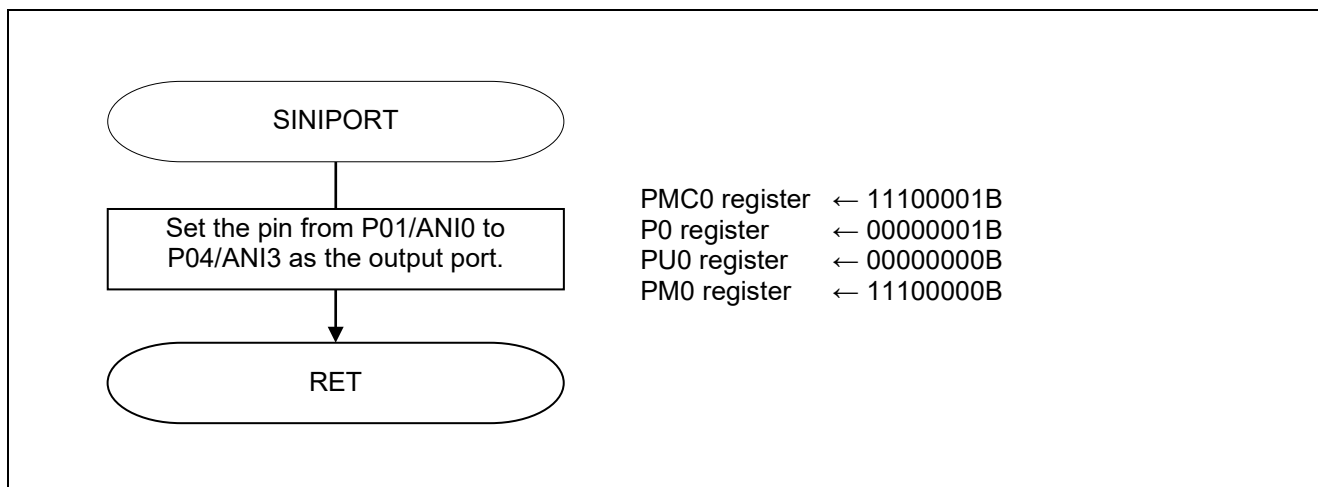 SINIPORT
Set the pin from P01/ANI0 to
P04/ANI3 as the output port.
PMC0 register ← 11100001B
P0 register ← 00000001B
PU0 register ← 00000000B
PM0 register ← 11100000B
RET